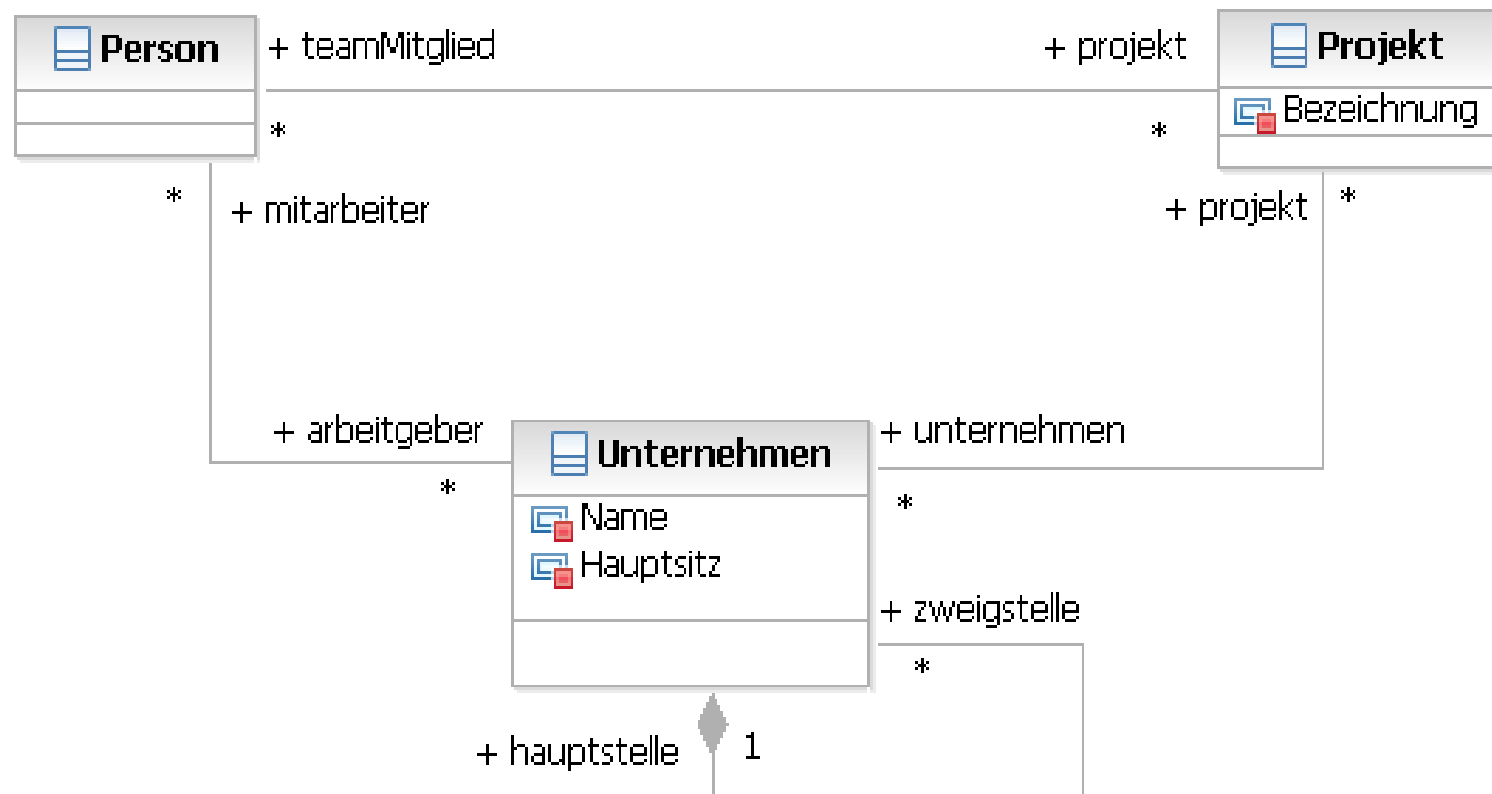 Person
+ teamMitglied
+ projekt
Projekt
Bezeichnung
*
*
*
+ mitarbeiter
+ projekt
*
+ arbeitgeber
*
Unternehmen
+ unternehmen
*
Name
Hauptsitz
+ zweigstelle
*
+ hauptstelle
1